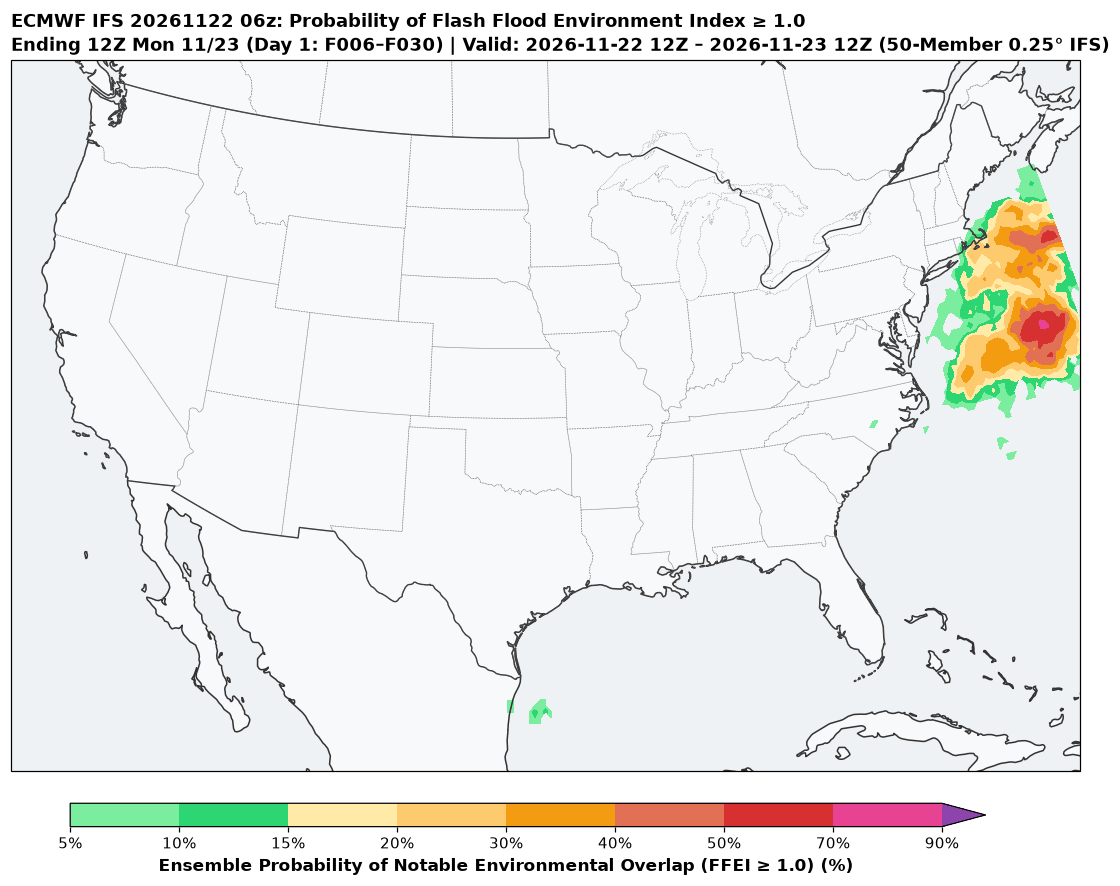 ECMWF IFS 20261122 06z: Probability of Flash Flood Environment Index ≥ 1.0
Ending 12Z Mon 11/23 (Day 1: F006–F030) | Valid: 2026-11-22 12Z – 2026-11-23 12Z (50-Member 0.25° IFS)
5% 10% 15% 20% 30% 40% 50% 70% 90%
Ensemble Probability of Notable Environmental Overlap (FFEI ≥ 1.0) (%)